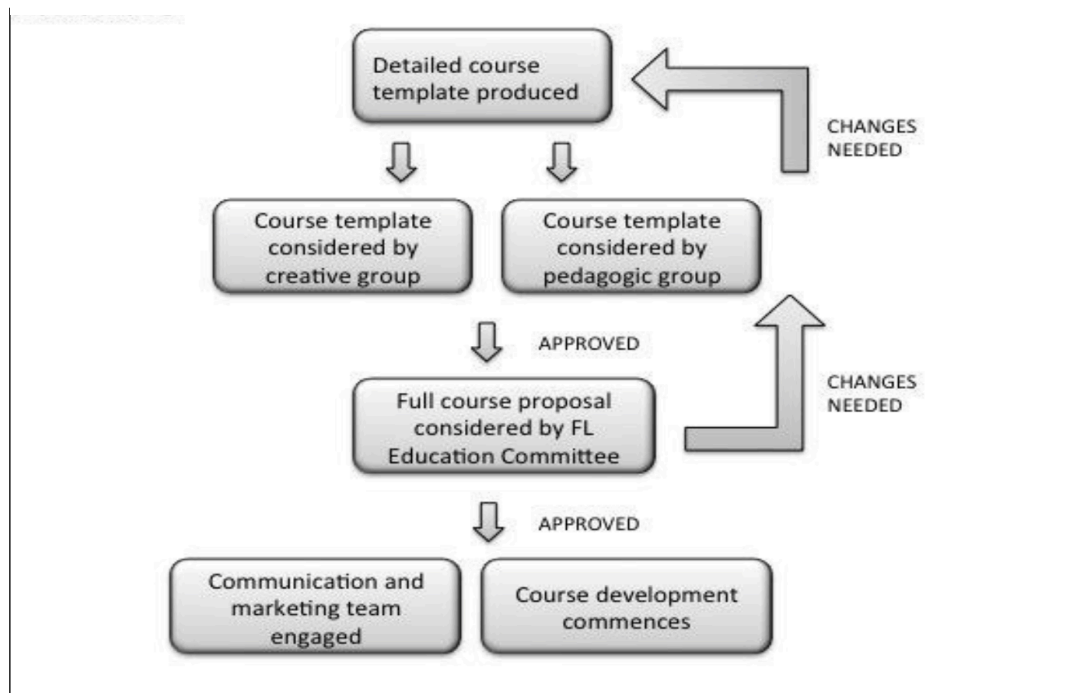 Detailed course
template produced
CHANGES
NEEDED
Course template
considered by
creative group
Course template
considered by
pedagogic group
APPROVED
CHANGES
NEEDED
Full course proposal
considered by FL
Education Committee
APPROVED
Communication and
marketing team
engaged
Course development
commences